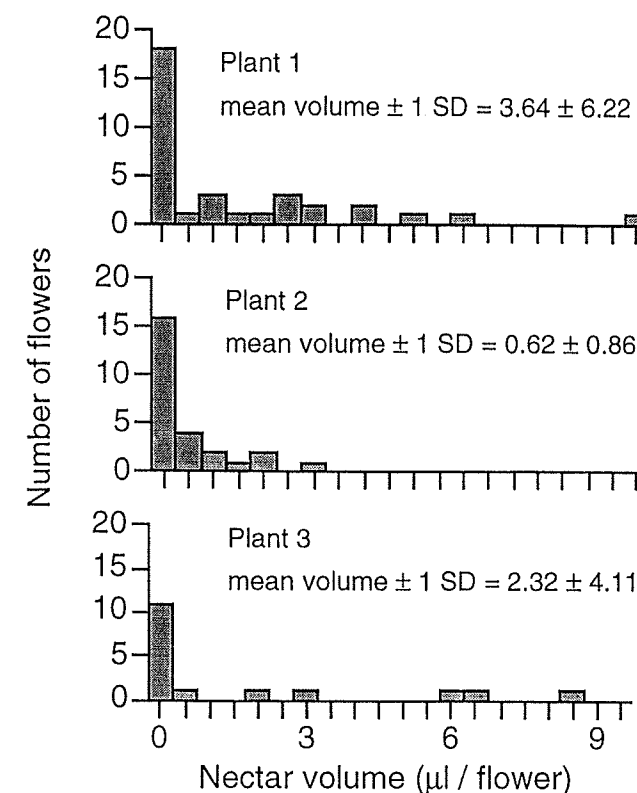 20
15
10
5
0
Plant 1
mean volume ± 1 SD = 3.64 ± 6.22
20
15
10
5
0
Plant 2
mean volume ± 1 SD = 0.62 ± 0.86
20
15
10
5
0
Plant 3
mean volume ± 1 SD = 2.32 ± 4.11
0 3 6 9
Nectar volume (μl / flower)
Number of flowers